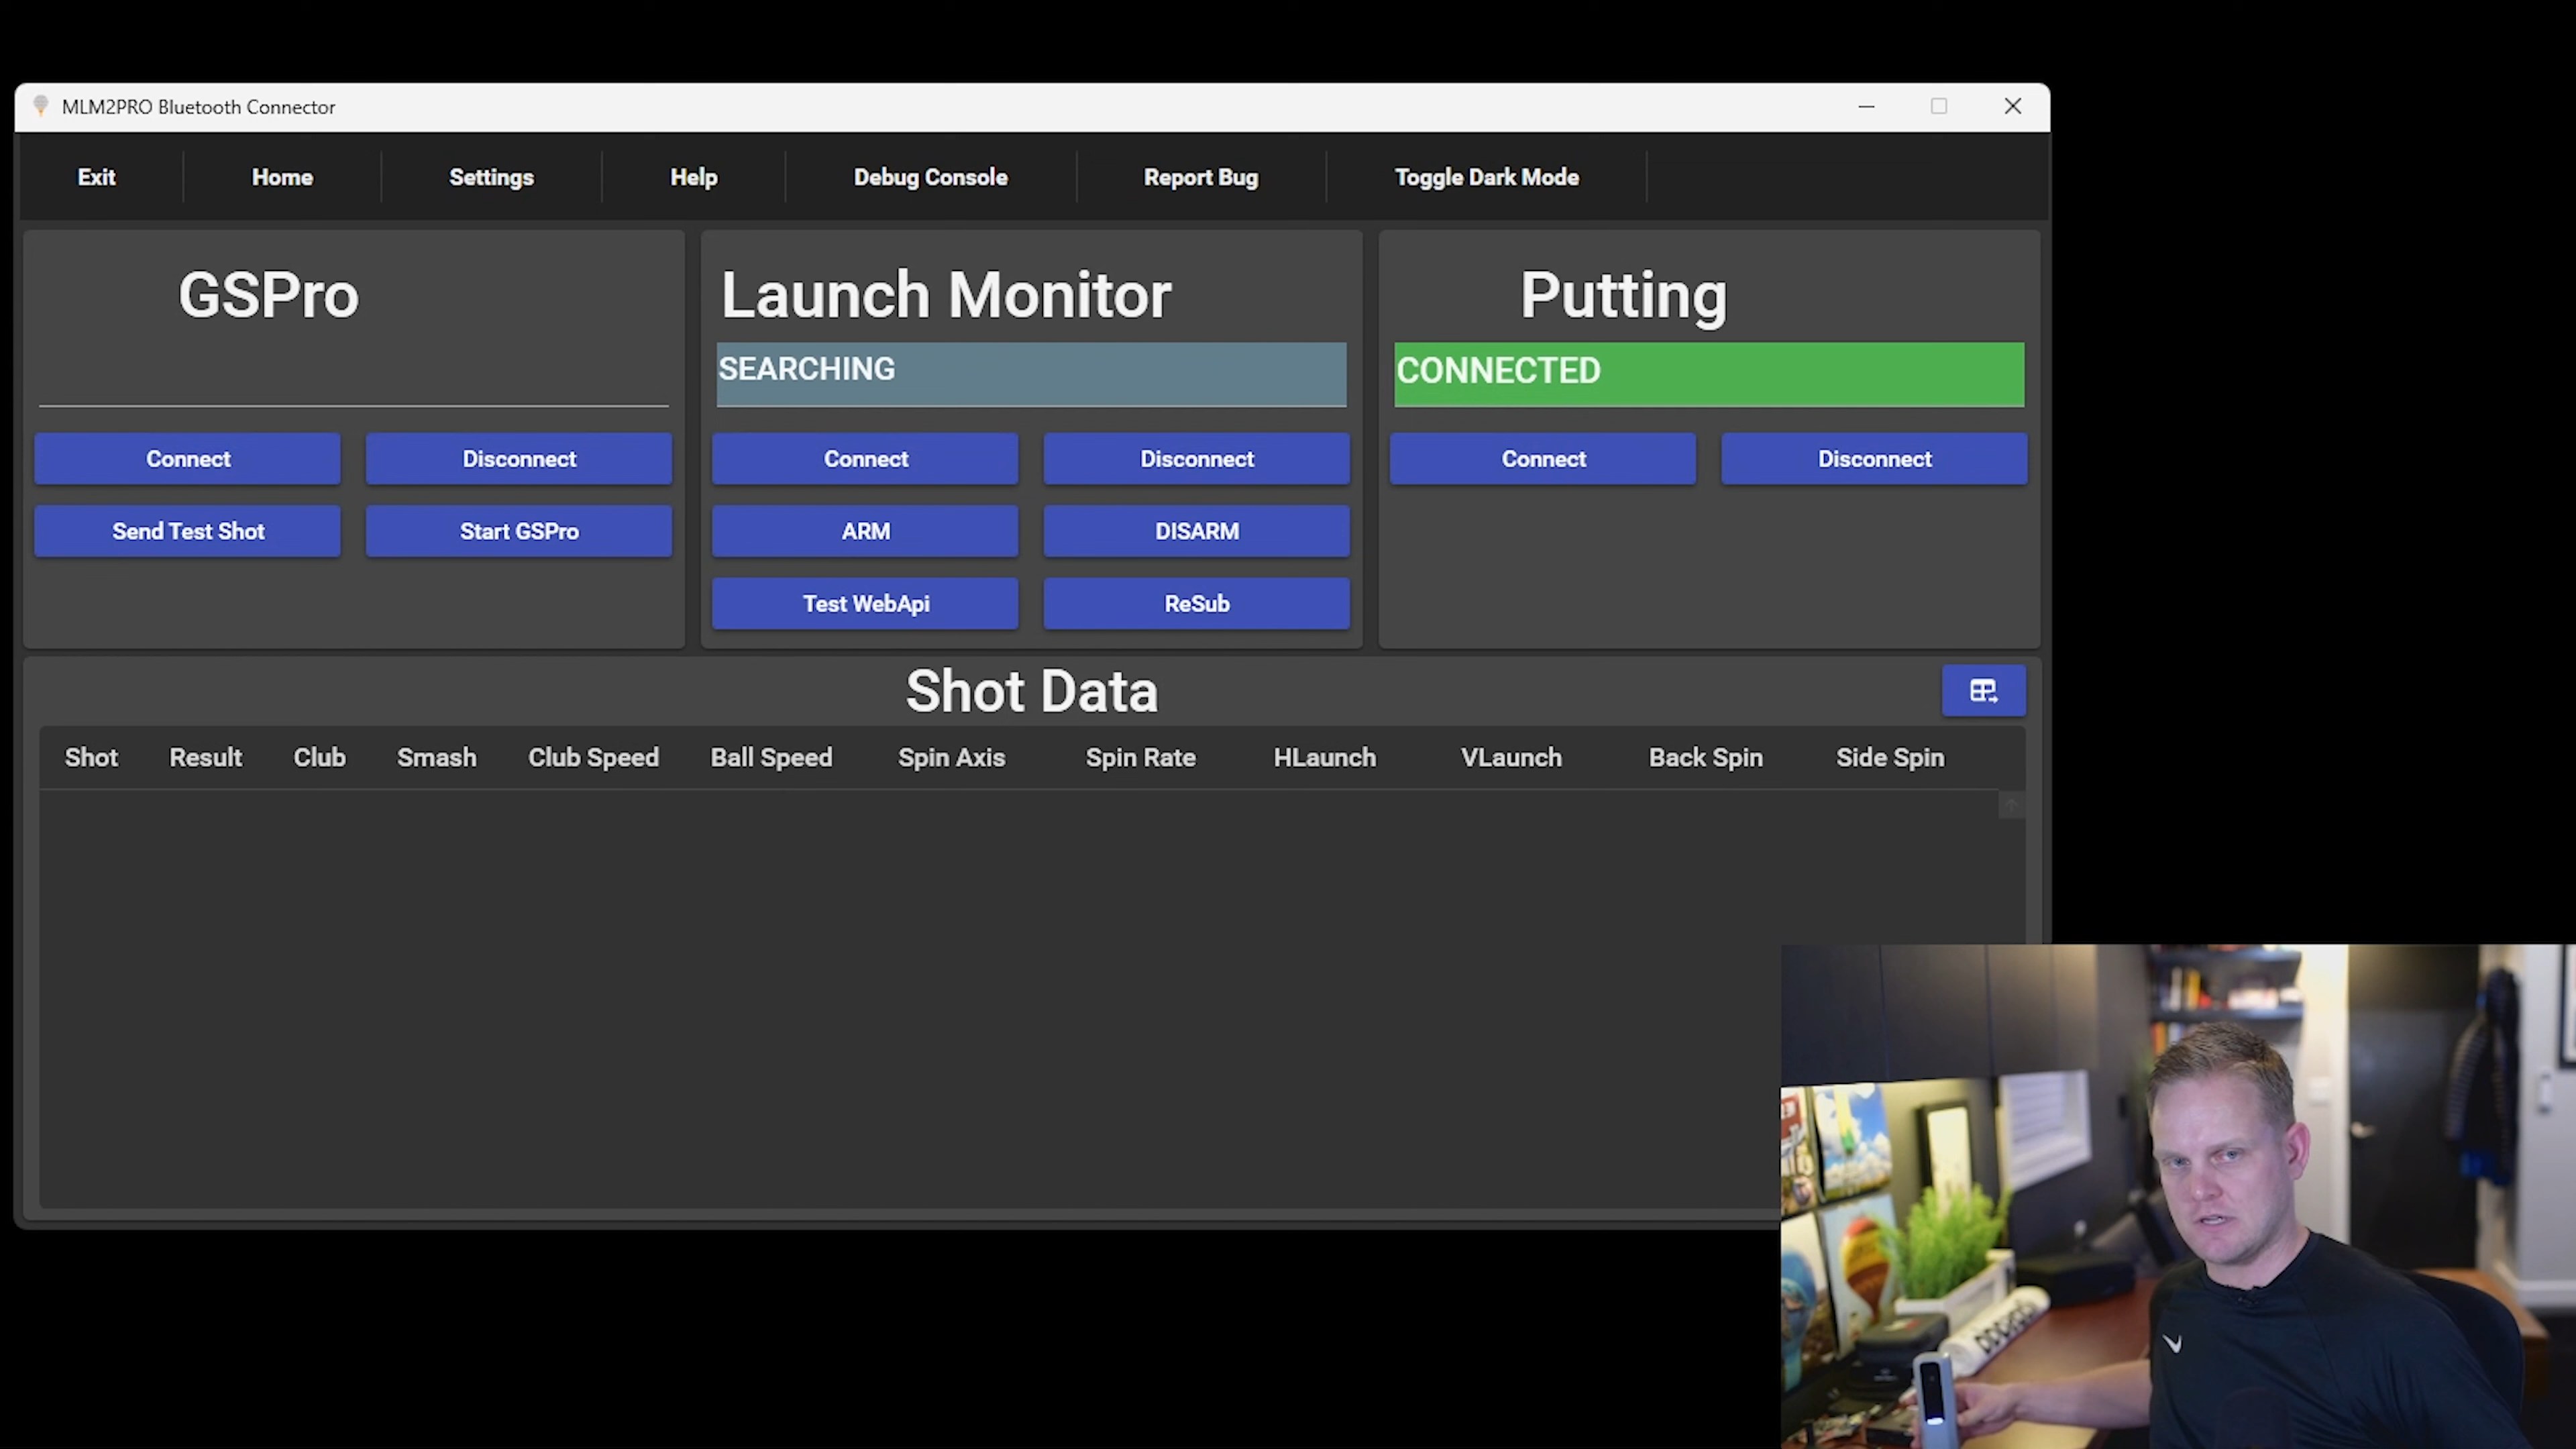 MLM2PRO Bluetooth Connector
Exit Home Settings Help Debug Console Report Bug Toggle Dark Mode
GSPro
Connect Disconnect
Send Test Shot Start GSPro
Launch Monitor
SEARCHING
Connect Disconnect
ARM DISARM
Test WebApi ReSub
Putting
CONNECTED
Connect Disconnect
Shot Data
Shot Result Club Smash Club Speed Ball Speed Spin Axis Spin Rate HLaunch VLaunch Back Spin Side Spin